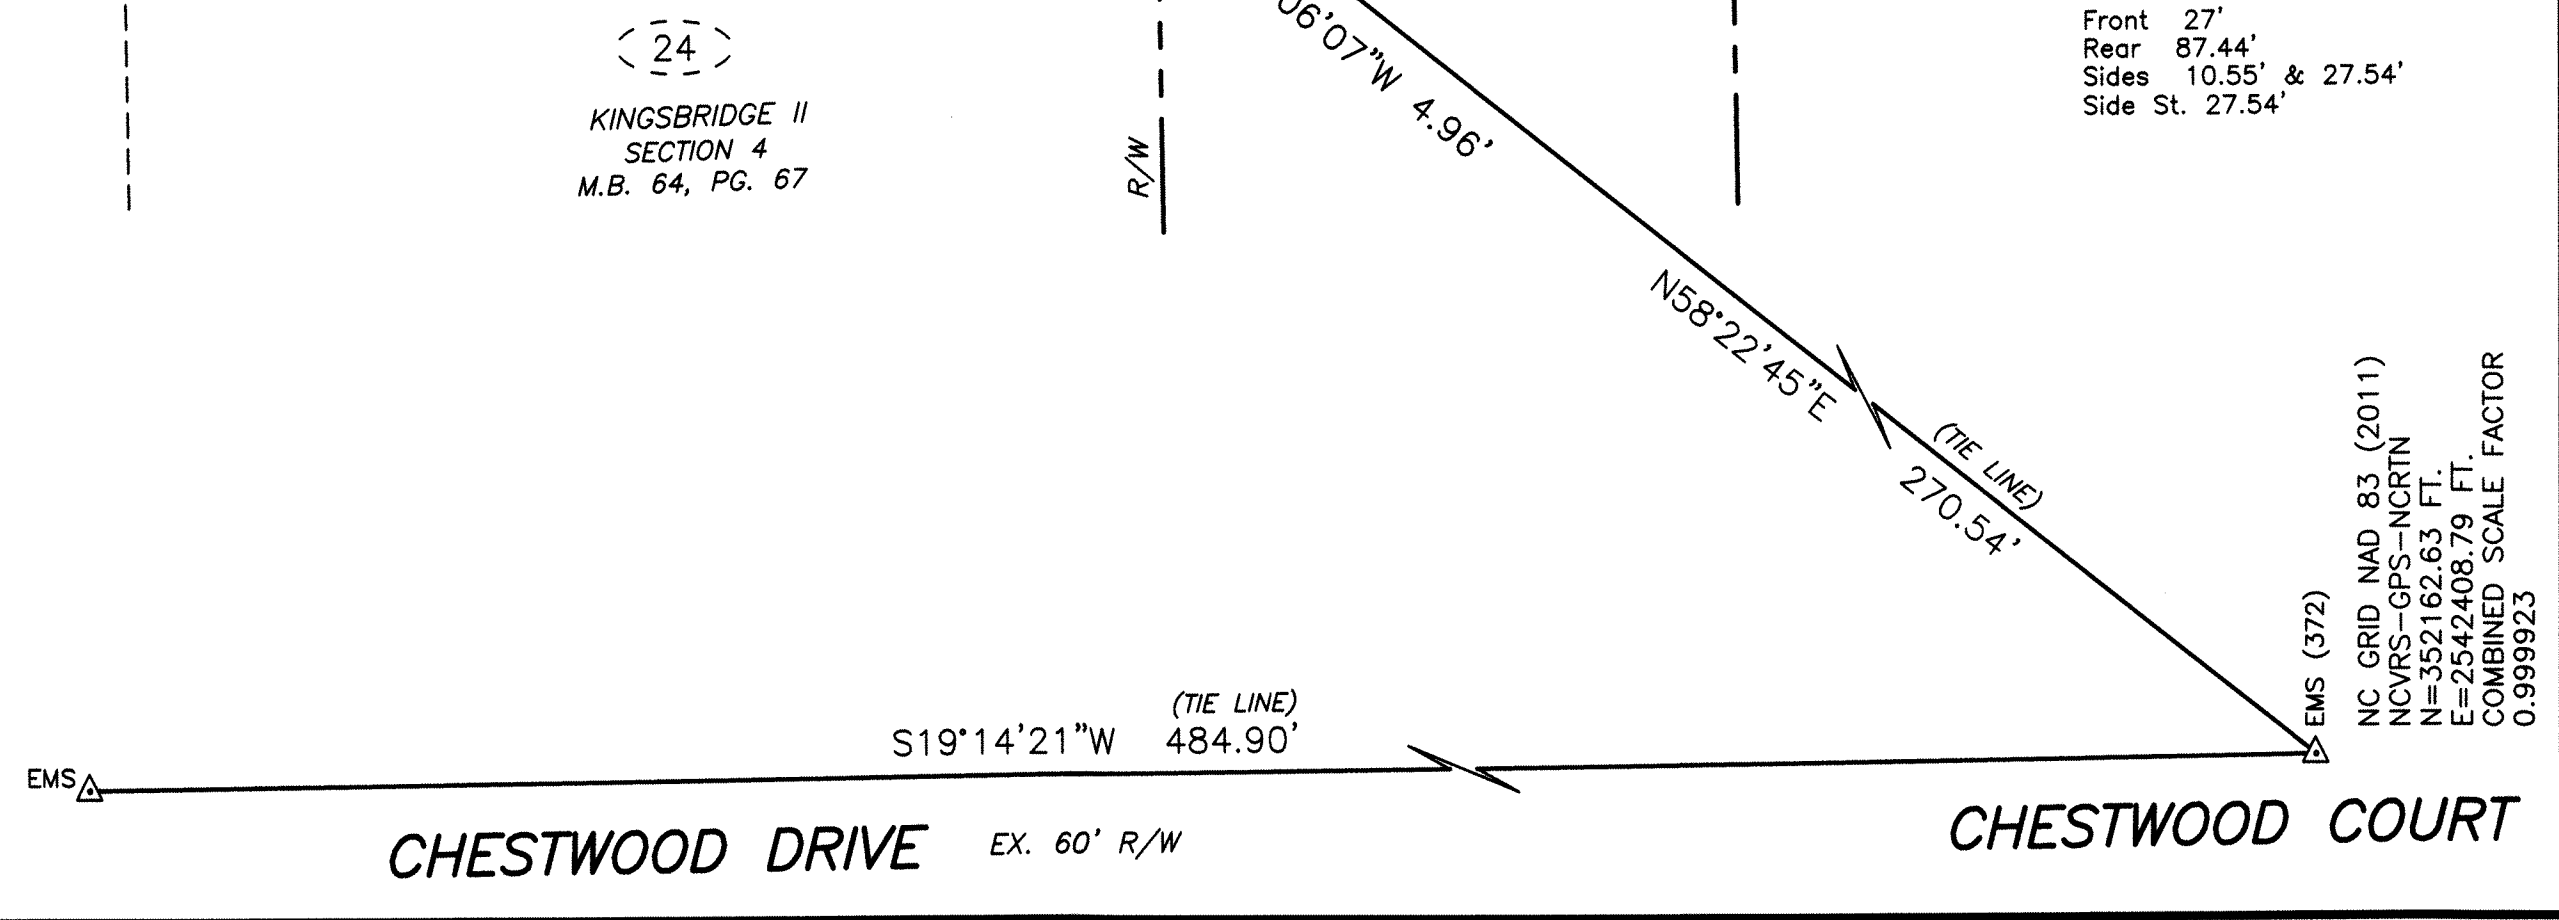 24
KINGSBRIDGE II
SECTION 4
M.B. 64, PG. 67
R/W
06'07"W 4.96'
Front 27'
Rear 87.44'
Sides 10.55' & 27.54'
Side St. 27.54'
N58°22'45"E
(TIE LINE)
270.54'
EMS (372)
NC GRID NAD 83 (2011)
NCVRS-GPS-NCRTN
N=352162.63 FT.
E=2542408.79 FT.
COMBINED SCALE FACTOR
0.999923
(TIE LINE)
S19°14'21"W 484.90'
EMS
CHESTWOOD DRIVE EX. 60' R/W
CHESTWOOD COURT